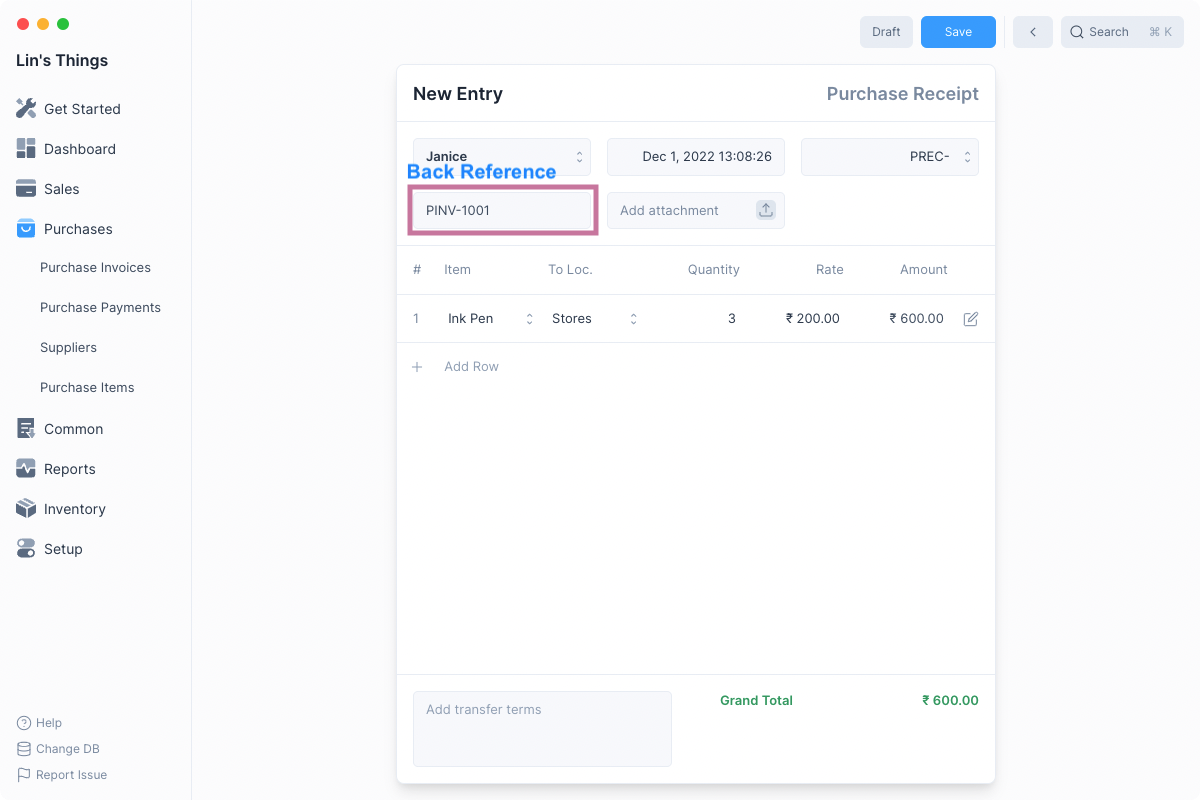 Lin's Things
Get Started
Dashboard
Sales
Purchases
Purchase Invoices
Purchase Payments
Suppliers
Purchase Items
Common
Reports
Inventory
Setup
Help
Change DB
Report Issue
Draft Save Search ⌘ K
New Entry Purchase Receipt
Janice Dec 1, 2022 13:08:26 PREC-
Back Reference
PINV-1001 Add attachment
# Item To Loc. Quantity Rate Amount
1 Ink Pen Stores 3 ₹ 200.00 ₹ 600.00
+ Add Row
Add transfer terms Grand Total ₹ 600.00